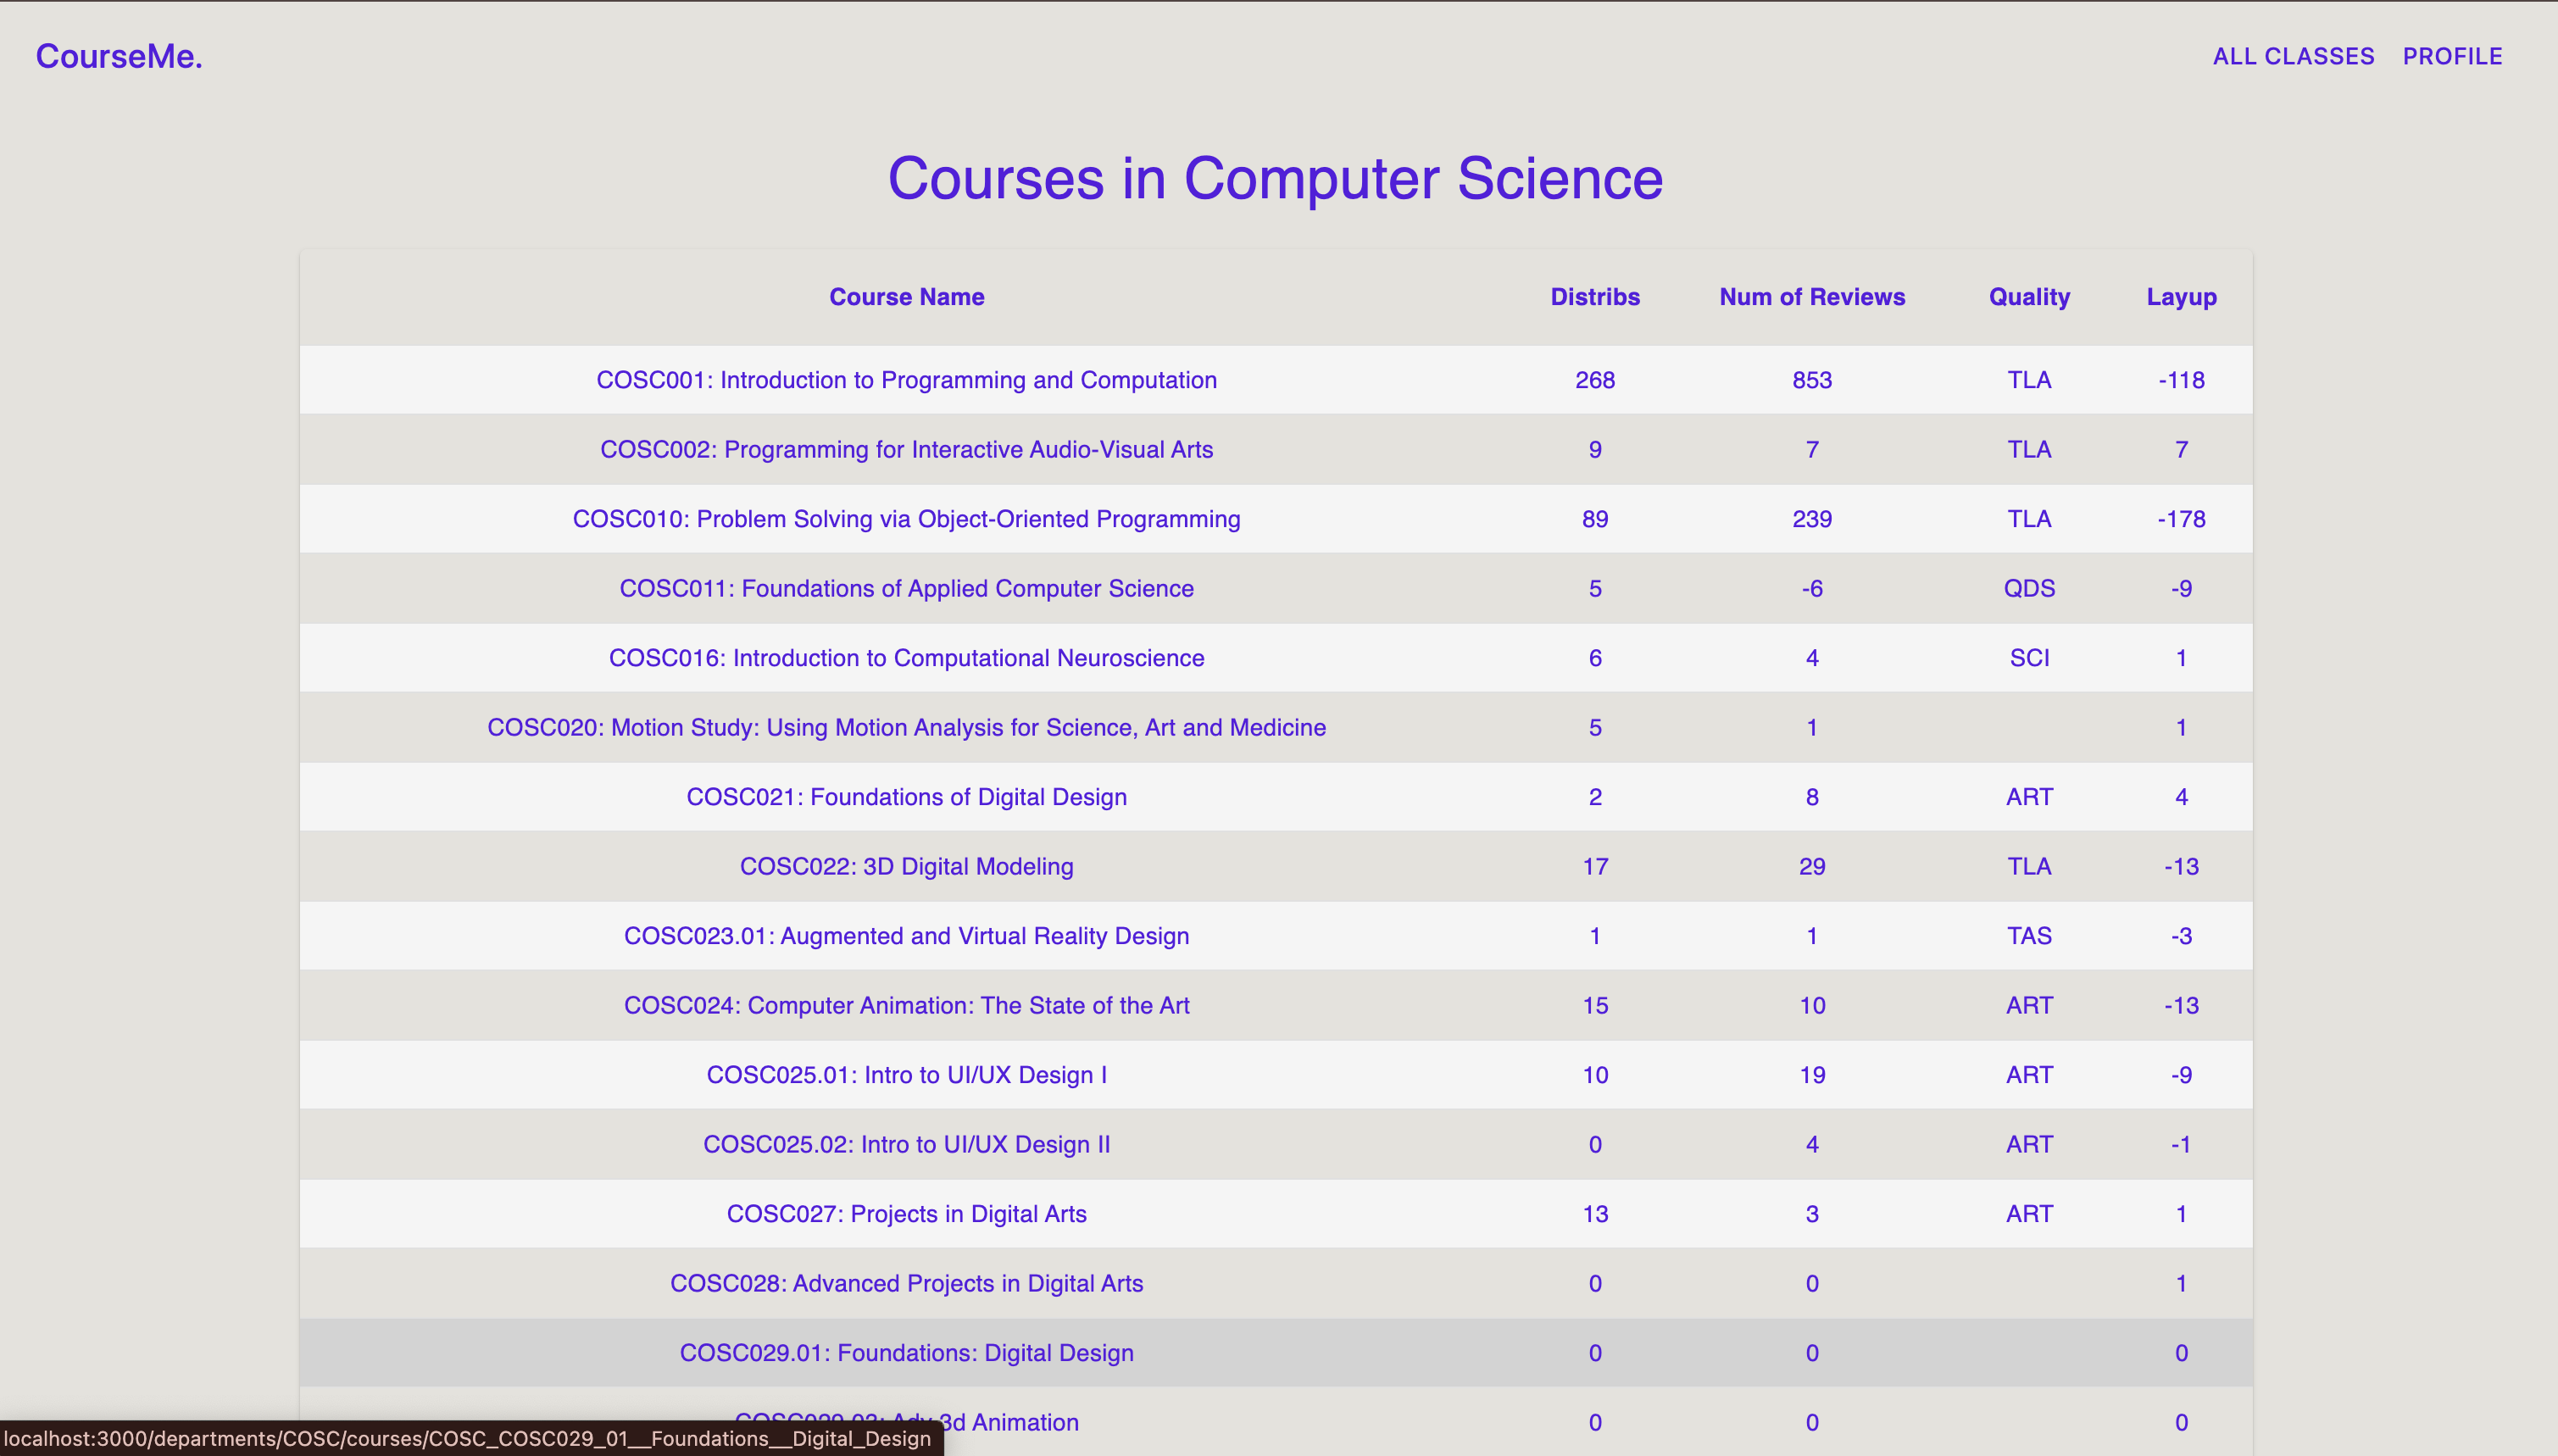 CourseMe.
ALL CLASSES PROFILE
Courses in Computer Science
Course Name Distribs Num of Reviews Quality Layup
COSC001: Introduction to Programming and Computation 268 853 TLA -118
COSC002: Programming for Interactive Audio-Visual Arts 9 7 TLA 7
COSC010: Problem Solving via Object-Oriented Programming 89 239 TLA -178
COSC011: Foundations of Applied Computer Science 5 -6 QDS -9
COSC016: Introduction to Computational Neuroscience 6 4 SCI 1
COSC020: Motion Study: Using Motion Analysis for Science, Art and Medicine 5 1 1
COSC021: Foundations of Digital Design 2 8 ART 4
COSC022: 3D Digital Modeling 17 29 TLA -13
COSC023.01: Augmented and Virtual Reality Design 1 1 TAS -3
COSC024: Computer Animation: The State of the Art 15 10 ART -13
COSC025.01: Intro to UI/UX Design I 10 19 ART -9
COSC025.02: Intro to UI/UX Design II 0 4 ART -1
COSC027: Projects in Digital Arts 13 3 ART 1
COSC028: Advanced Projects in Digital Arts 0 0 1
COSC029.01: Foundations: Digital Design 0 0 0
3d Animation 0 0 0
localhost:3000/departments/COSC/courses/COSC_COSC029_01__Foundations__Digital_Design